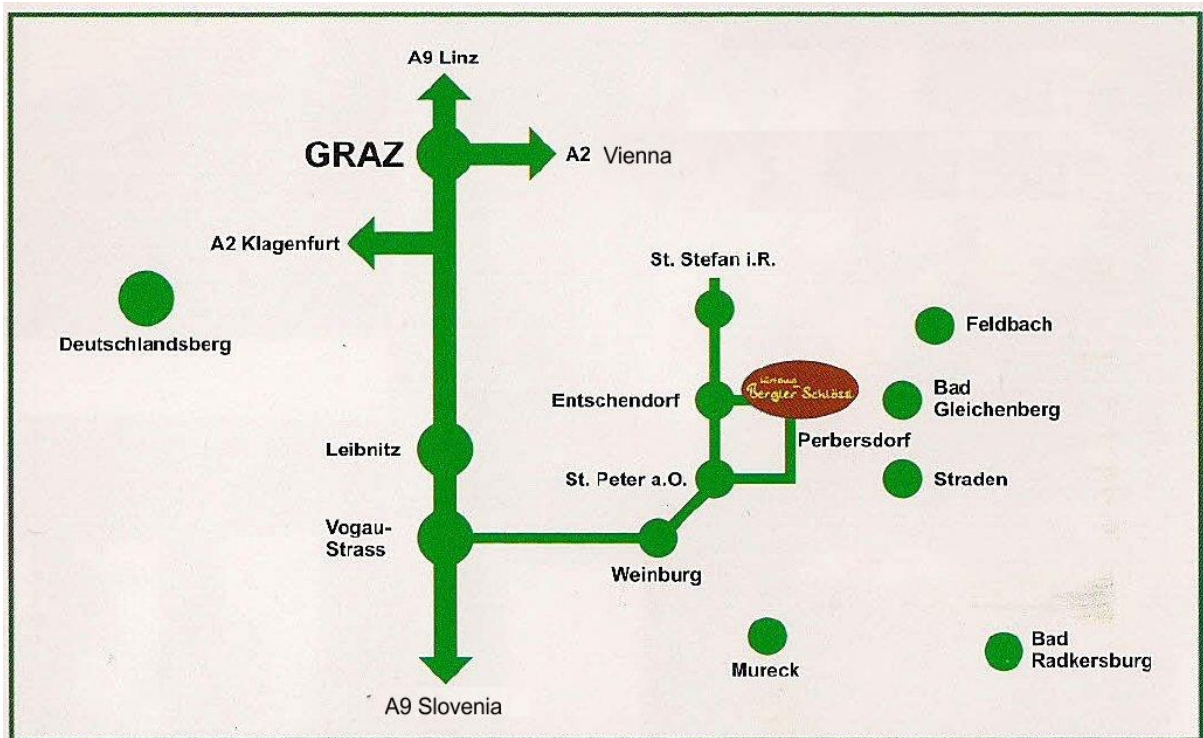 A9 Linz
GRAZ
A2 Vienna
A2 Klagenfurt
St. Stefan i.R.
Deutschlandsberg
Feldbach
Bergler-Schlössl
Entschendorf
Bad
Gleichenberg
Perbersdorf
Leibnitz
St. Peter a.O.
Straden
Vogau-
Strass
Weinburg
Mureck
Bad
Radkersburg
A9 Slovenia